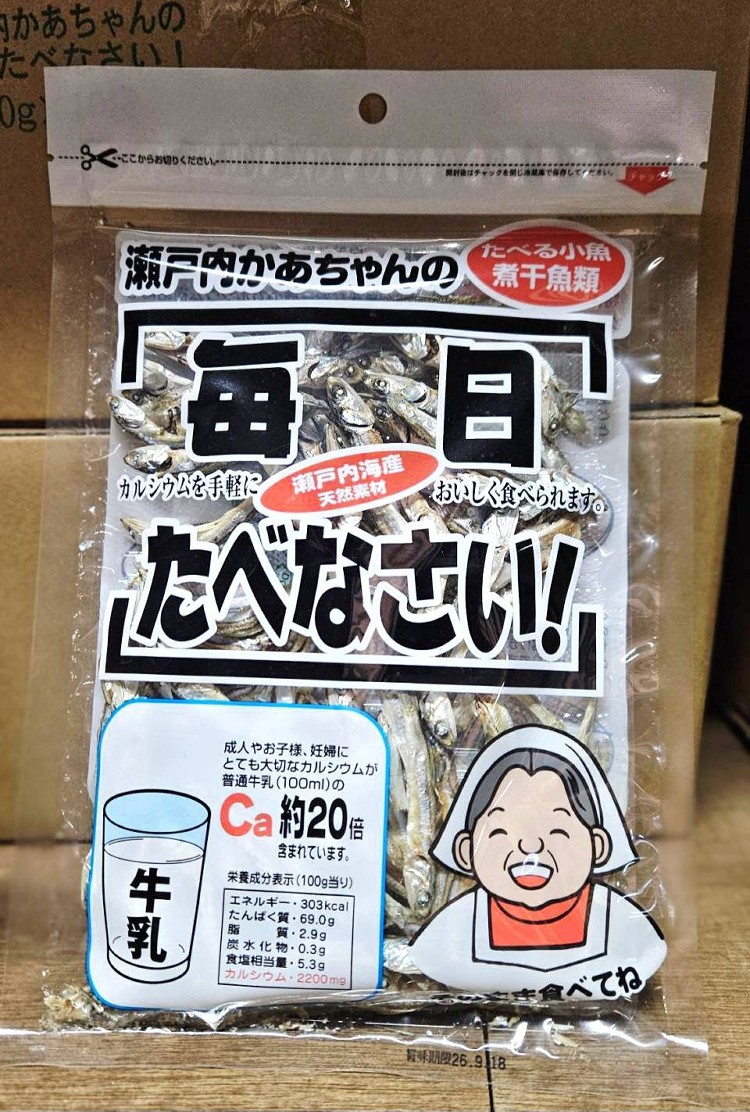 内かあちゃんの
たべなさい!
0g
ここからお切りください。
開封後はチャックを閉じ冷蔵庫で保存してください。
チャック
瀬戸内かあちゃんの
たべる小魚
煮干魚類
毎日
カルシウムを手軽に
瀬戸内海産
天然素材
おいしく食べられます。
たべなさい!
成人やお子様、妊婦に
とても大切なカルシウムが
普通牛乳(100ml)の
Ca約20倍
含まれています。
牛乳
栄養成分表示(100g当り)
エネルギー・303kcal
たんぱく質・69.0g
脂質・2.9g
炭水化物・0.3g
食塩相当量・5.3g
カルシウム・2200mg
食べてね
賞味期限26.9.18